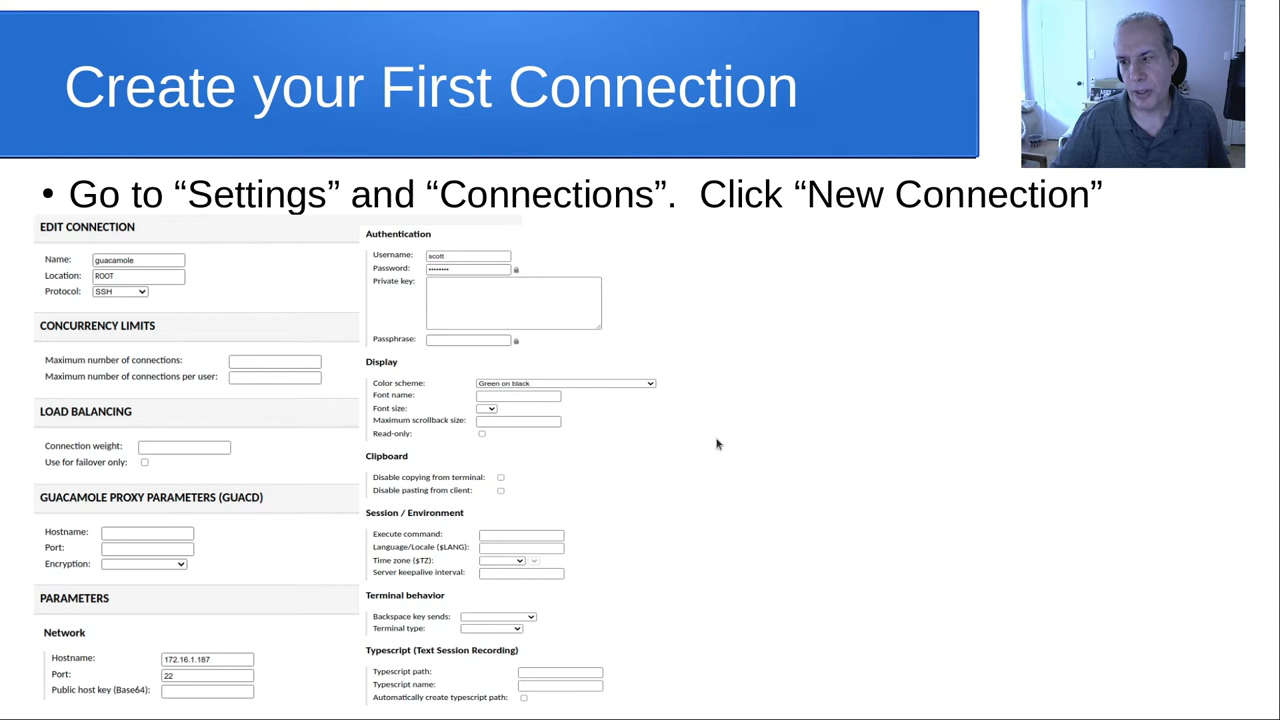 Create your First Connection
• Go to “Settings” and “Connections”.  Click “New Connection”
EDIT CONNECTION
Name: guacamole
Location: ROOT
Protocol: SSH
CONCURRENCY LIMITS
Maximum number of connections:
Maximum number of connections per user:
LOAD BALANCING
Connection weight:
Use for failover only:
GUACAMOLE PROXY PARAMETERS (GUACD)
Hostname:
Port:
Encryption:
PARAMETERS
Network
Hostname: 172.16.1.187
Port: 22
Public host key (Base64):
Authentication
Username: scott
Password: ••••••••
Private key:
Passphrase:
Display
Color scheme: Green on black
Font name:
Font size:
Maximum scrollback size:
Read-only:
Clipboard
Disable copying from terminal:
Disable pasting from client:
Session / Environment
Execute command:
Language/Locale ($LANG):
Time zone ($TZ):
Server keepalive interval:
Terminal behavior
Backspace key sends:
Terminal type:
Typescript (Text Session Recording)
Typescript path:
Typescript name:
Automatically create typescript path: